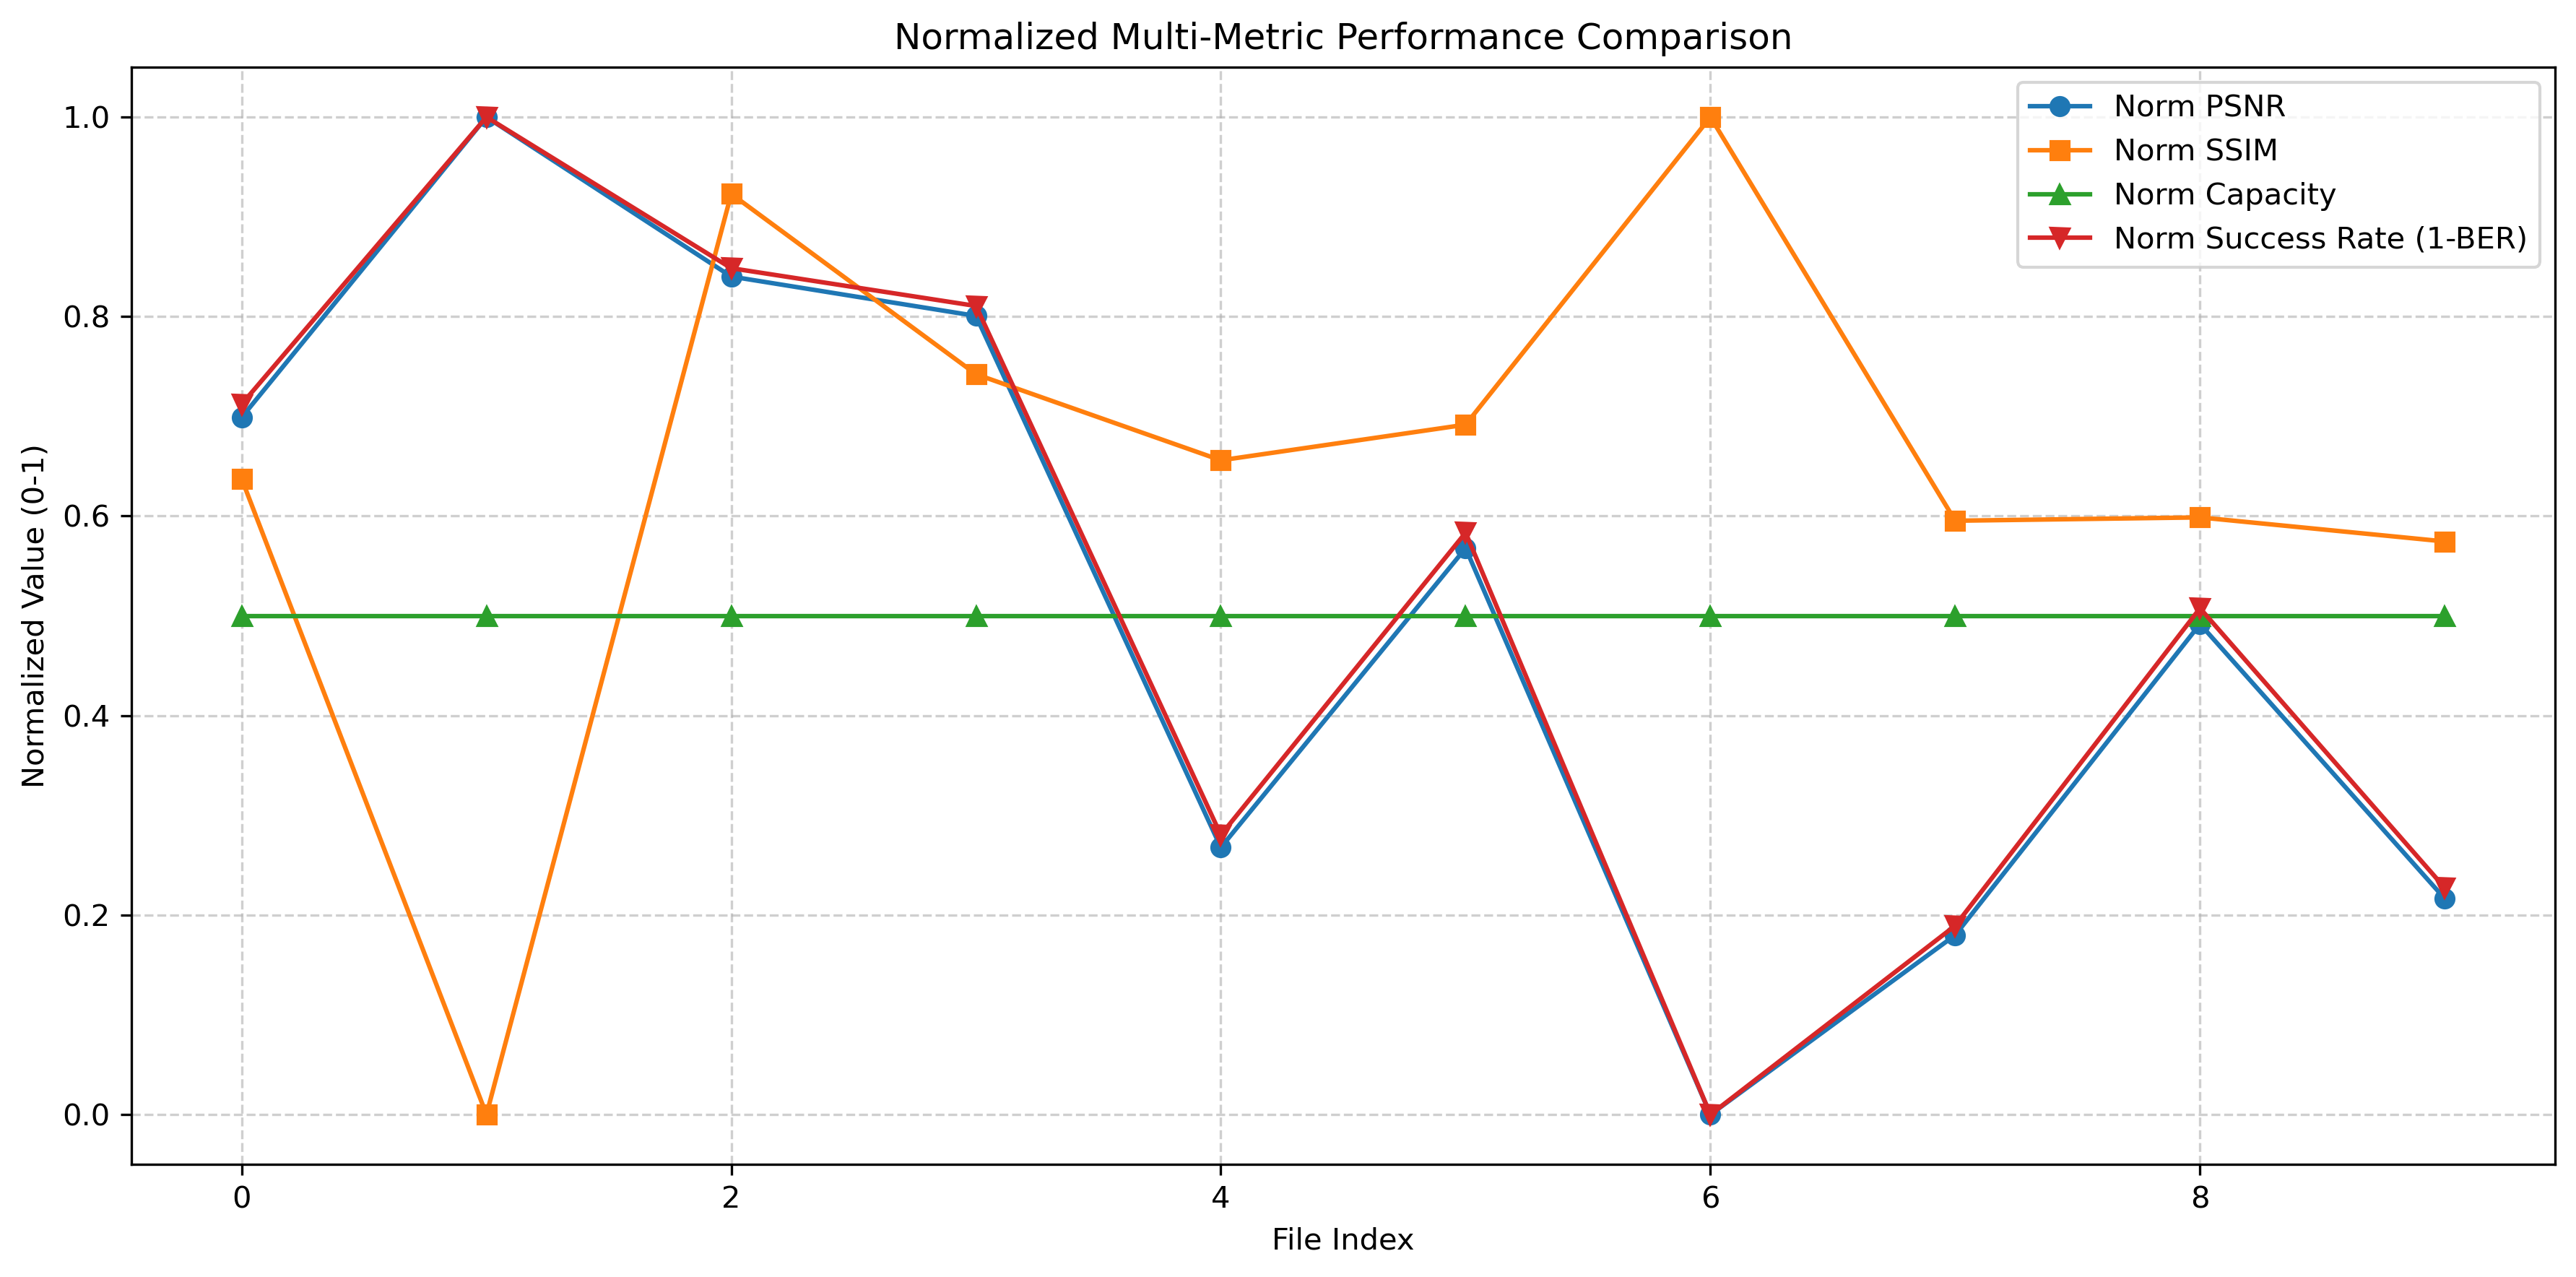 Normalized Multi-Metric Performance Comparison
Norm PSNR
Norm SSIM
Norm Capacity
Norm Success Rate (1-BER)
Normalized Value (0-1)
1.0
0.8
0.6
0.4
0.2
0.0
0 2 4 6 8
File Index